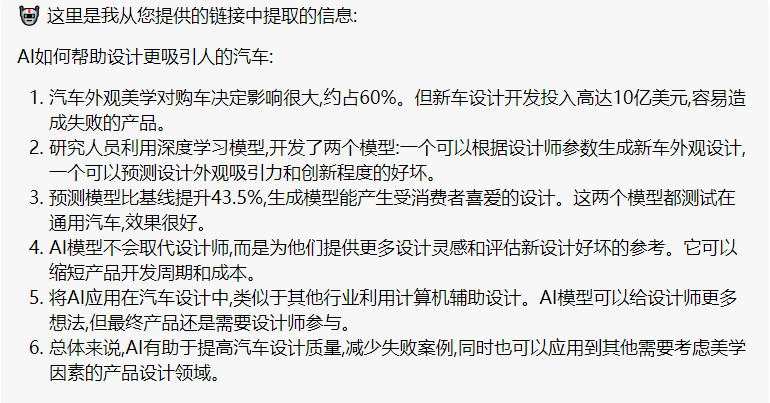 这里是我从您提供的链接中提取的信息:
AI如何帮助设计更吸引人的汽车:
1. 汽车外观美学对购车决定影响很大,约占60%。但新车设计开发投入高达10亿美元,容易造
成失败的产品。
2. 研究人员利用深度学习模型,开发了两个模型:一个可以根据设计师参数生成新车外观设计,
一个可以预测设计外观吸引力和创新程度的好坏。
3. 预测模型比基线提升43.5%,生成模型能产生受消费者喜爱的设计。这两个模型都测试在
通用汽车,效果很好。
4. AI模型不会取代设计师,而是为他们提供更多设计灵感和评估新设计好坏的参考。它可以
缩短产品开发周期和成本。
5. 将AI应用在汽车设计中,类似于其他行业利用计算机辅助设计。AI模型可以给设计师更多
想法,但最终产品还是需要设计师参与。
6. 总体来说,AI有助于提高汽车设计质量,减少失败案例,同时也可以应用到其他需要考虑美学
因素的产品设计领域。